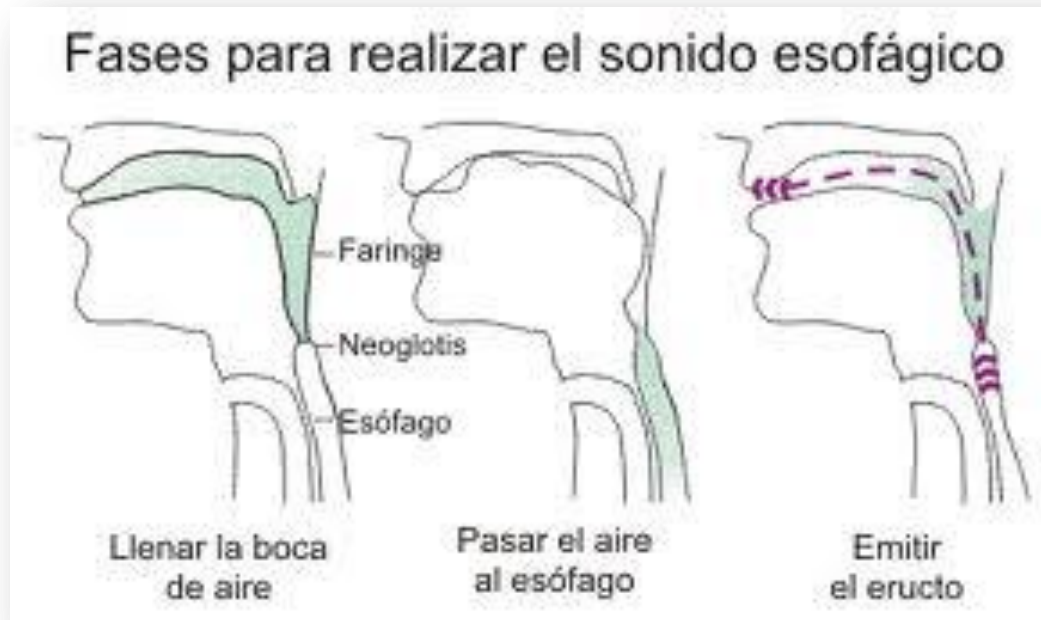 Fases para realizar el sonido esofágico
Faringe
Neoglotis
Esófago
Llenar la boca
de aire
Pasar el aire
al esófago
Emitir
el eructo